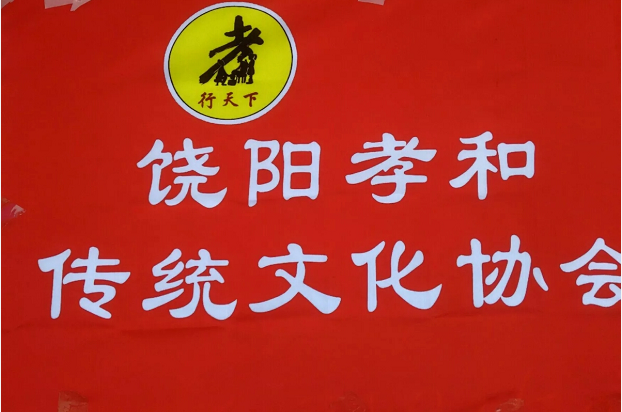 孝
行天下
饶阳孝和
传统文化协会